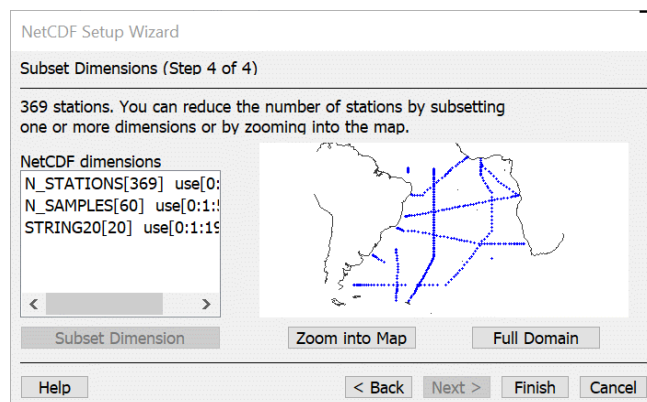 NetCDF Setup Wizard
Subset Dimensions (Step 4 of 4)
369 stations. You can reduce the number of stations by subsetting
one or more dimensions or by zooming into the map.
NetCDF dimensions
N_STATIONS[369] use[0:
N_SAMPLES[60] use[0:1:
STRING20[20] use[0:1:19
Subset Dimension
Zoom into Map
Full Domain
Help
< Back
Next >
Finish
Cancel